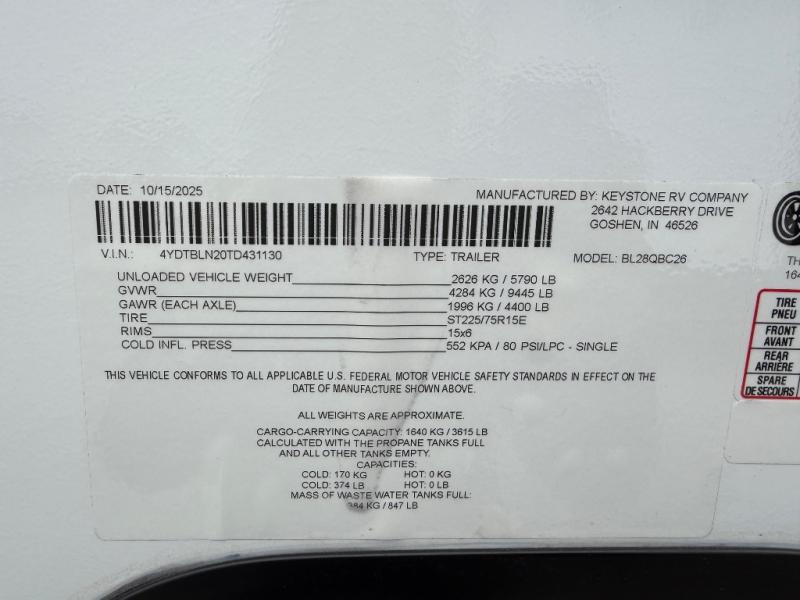 DATE: 10/15/2025
MANUFACTURED BY: KEYSTONE RV COMPANY
2642 HACKBERRY DRIVE
GOSHEN, IN 46526
V.I.N.: 4YDTBLN20TD431130 TYPE: TRAILER MODEL: BL28QBC26
UNLOADED VEHICLE WEIGHT 2626 KG / 5790 LB
GVWR 4284 KG / 9445 LB
GAWR (EACH AXLE) 1996 KG / 4400 LB
TIRE ST225/75R15E
RIMS 15x6
COLD INFL. PRESS 552 KPA / 80 PSI/LPC - SINGLE
THIS VEHICLE CONFORMS TO ALL APPLICABLE U.S. FEDERAL MOTOR VEHICLE SAFETY STANDARDS IN EFFECT ON THE
DATE OF MANUFACTURE SHOWN ABOVE.
ALL WEIGHTS ARE APPROXIMATE.
CARGO-CARRYING CAPACITY: 1640 KG / 3615 LB
CALCULATED WITH THE PROPANE TANKS FULL
AND ALL OTHER TANKS EMPTY.
CAPACITIES:
COLD: 170 KG HOT: 0 KG
COLD: 374 LB HOT: 0 LB
MASS OF WASTE WATER TANKS FULL:
384 KG / 847 LB
TH
164
TIRE
PNEU
FRONT
AVANT
REAR
ARRIÈRE
SPARE
DE SECOURS